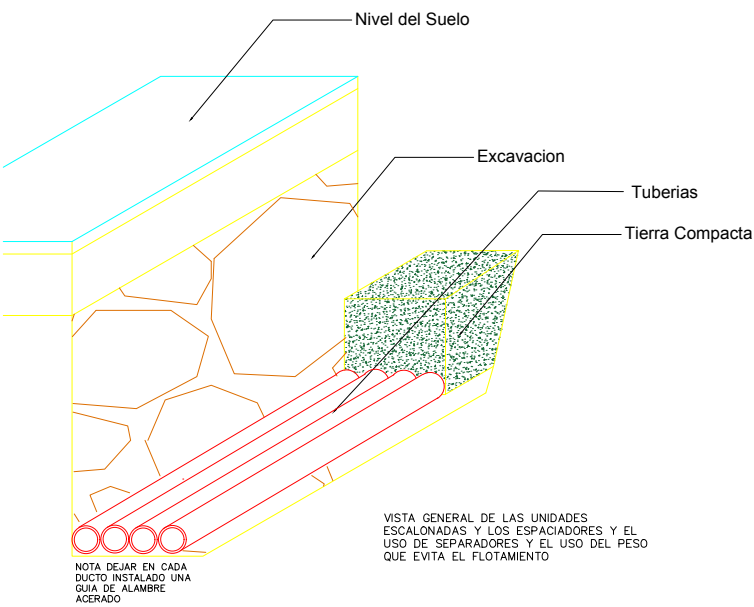 Nivel del Suelo
Excavacion
Tuberias
Tierra Compacta
VISTA GENERAL DE LAS UNIDADES
ESCALONADAS Y LOS ESPACIADORES Y EL
USO DE SEPARADORES Y EL USO DEL PESO
QUE EVITA EL FLOTAMIENTO
NOTA DEJAR EN CADA
DUCTO INSTALADO UNA
GUIA DE ALAMBRE
ACERADO